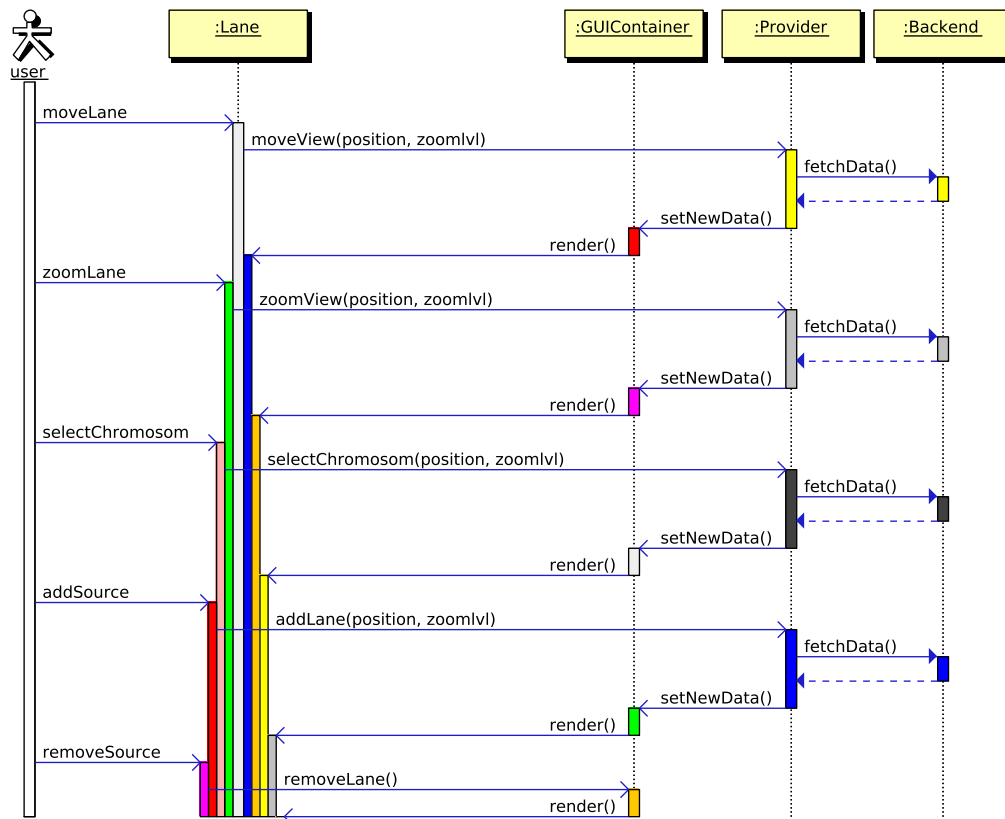 :Lane
:GUIContainer
:Provider
:Backend
user
moveLane
moveView(position, zoomlvl)
fetchData()
setNewData()
render()
zoomLane
zoomView(position, zoomlvl)
fetchData()
setNewData()
render()
selectChromosom
selectChromosom(position, zoomlvl)
fetchData()
setNewData()
render()
addSource
addLane(position, zoomlvl)
fetchData()
setNewData()
render()
removeSource
removeLane()
render()